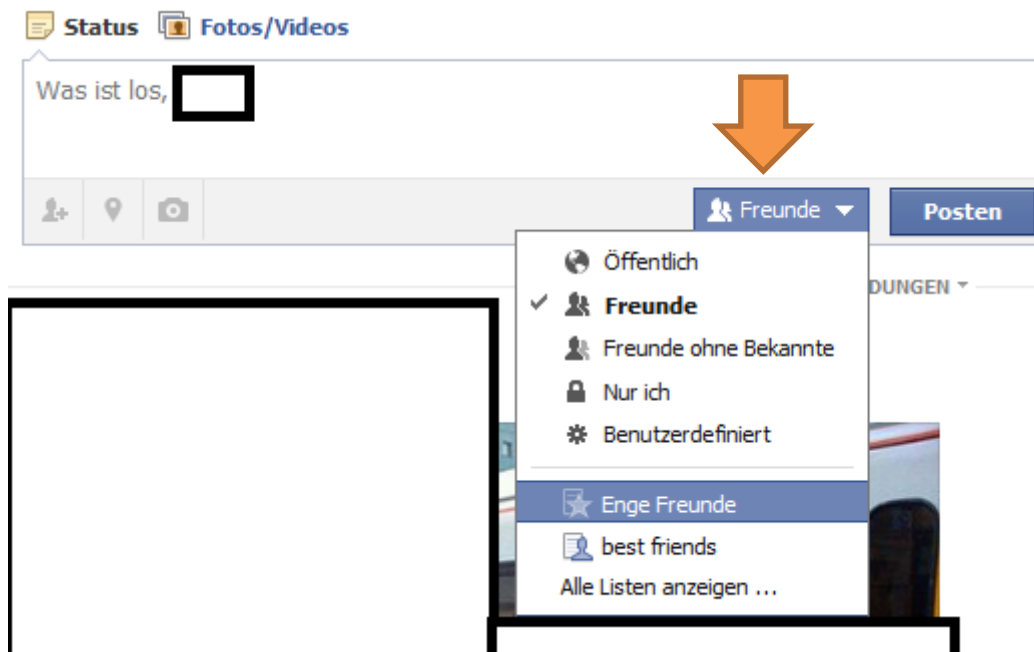 Status Fotos/Videos
Was ist los,
Freunde Posten
Öffentlich
DUNGEN
Freunde
Freunde ohne Bekannte
Nur ich
Benutzerdefiniert
Enge Freunde
best friends
Alle Listen anzeigen ...